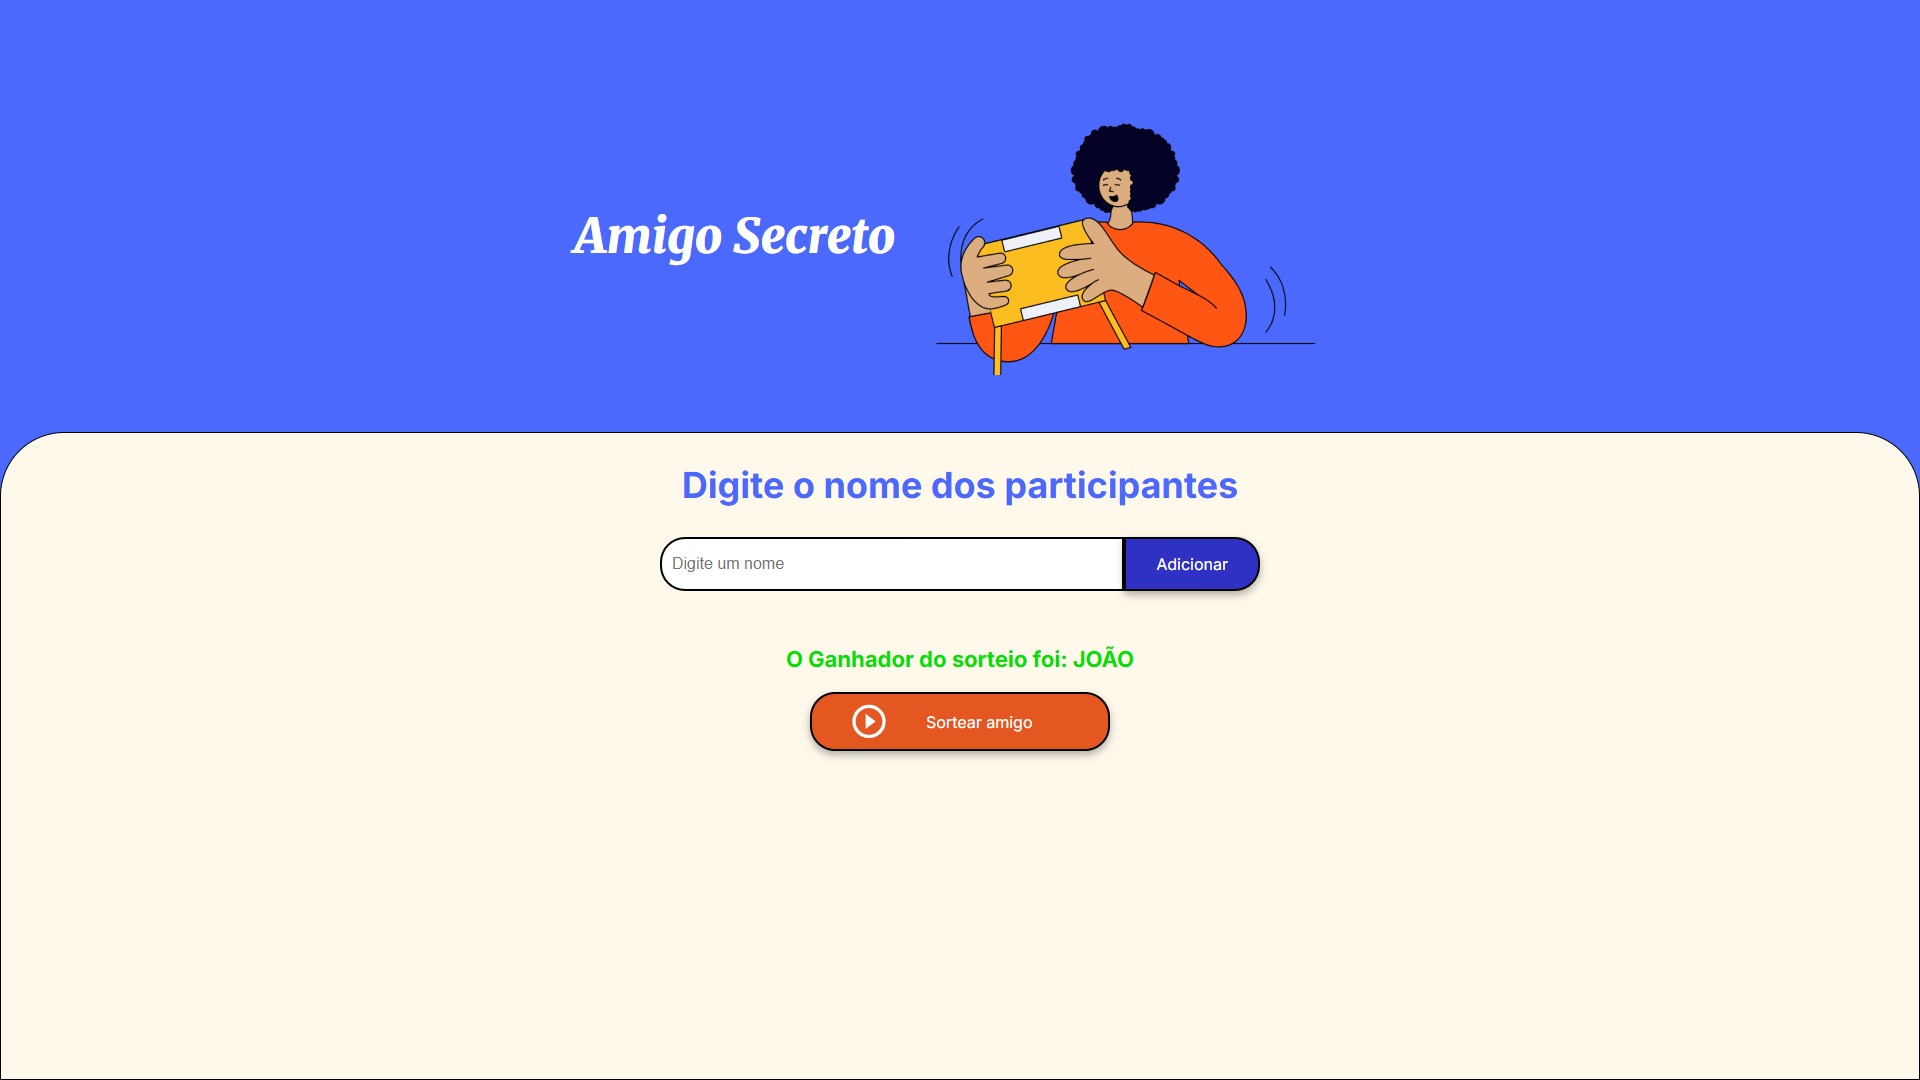 Amigo Secreto
Digite o nome dos participantes
Digite um nome
Adicionar
O Ganhador do sorteio foi: JOÃO
Sortear amigo